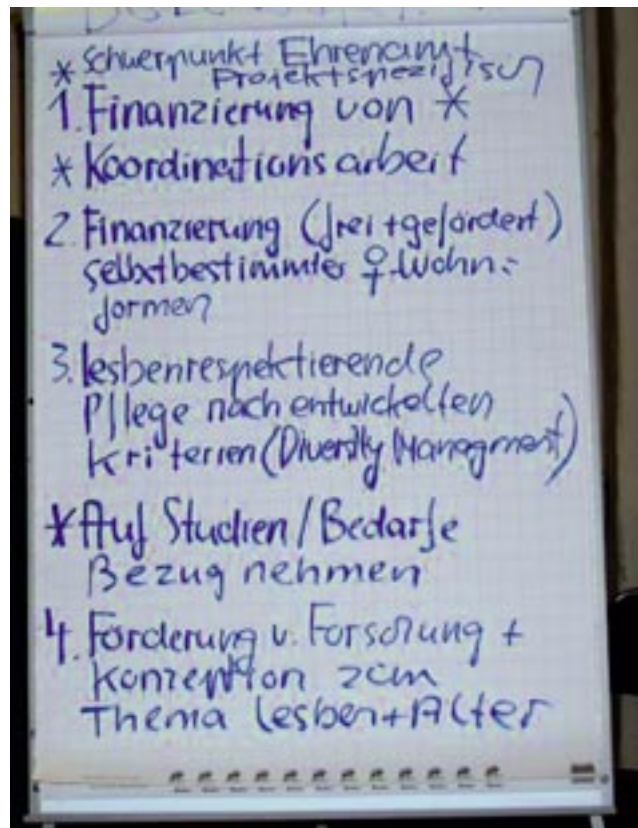 * Schwerpunkt Ehrenamt
Projektspezifisch
1. Finanzierung von *
* Koordinationsarbeit
2. Finanzierung (frei + gefördert)
selbstbestimmter ♀-Wohn-
formen
3. lesbenrespektierende
Pflege nach entwickelten
Kriterien (Diversity Managment)
* Auf Studien / Bedarfe
Bezug nehmen
4. Förderung v. Forschung +
Konzeption zum
Thema Lesben + Alter